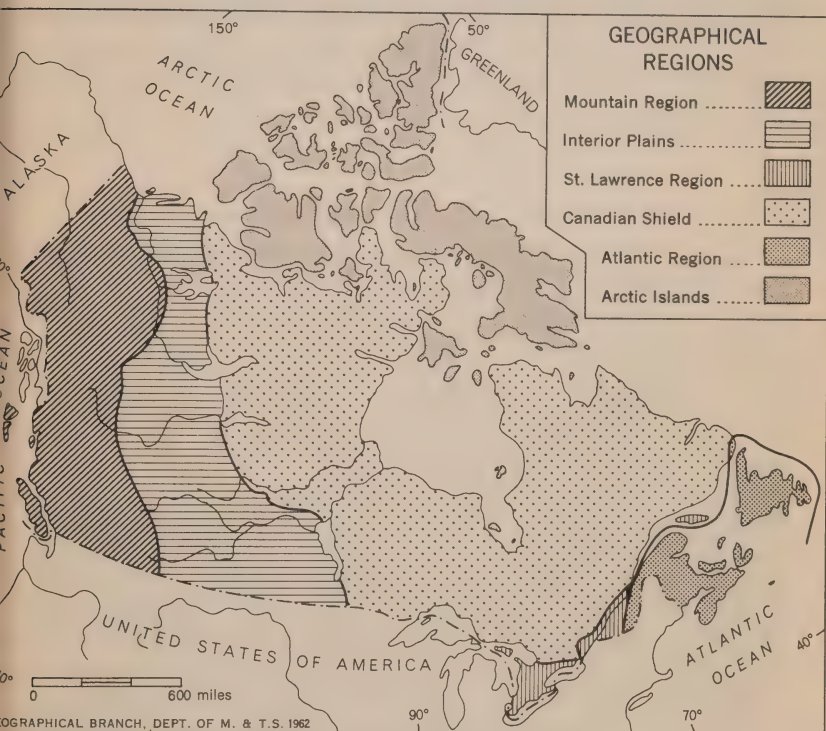 150°
50°
ARCTIC
OCEAN
GREENLAND
ALASKA
GEOGRAPHICAL
REGIONS
Mountain Region ........
Interior Plains ............
St. Lawrence Region .....
Canadian Shield ........
Atlantic Region .....
Arctic Islands .......
PACIFIC OCEAN
UNITED STATES OF AMERICA
ATLANTIC
OCEAN
40°
0 600 miles
90°
70°
OGRAPHICAL BRANCH, DEPT. OF M. & T.S. 1962